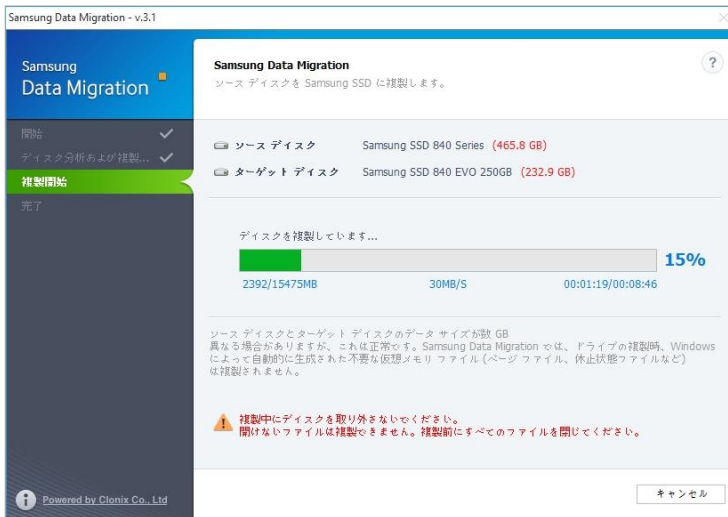 Samsung Data Migration - v.3.1
Samsung
Data Migration
開始
ディスク分析および複製...
複製開始
完了
Powered by Clonix Co., Ltd
Samsung Data Migration
ソース ディスクを Samsung SSD に複製します。
?
ソース ディスク Samsung SSD 840 Series (465.8 GB)
ターゲット ディスク Samsung SSD 840 EVO 250GB (232.9 GB)
ディスクを複製しています...
15%
2392/15475MB 30MB/S 00:01:19/00:08:46
ソース ディスクとターゲット ディスクのデータ サイズが数 GB
異なる場合がありますが、これは正常です。Samsung Data Migration では、ドライブの複製時、Windows
によって自動的に生成された不要な仮想メモリ ファイル (ページ ファイル、休止状態ファイルなど)
は複製されません。
複製中にディスクを取り外さないでください。
開けないファイルは複製できません。複製前にすべてのファイルを閉じてください。
キャンセル